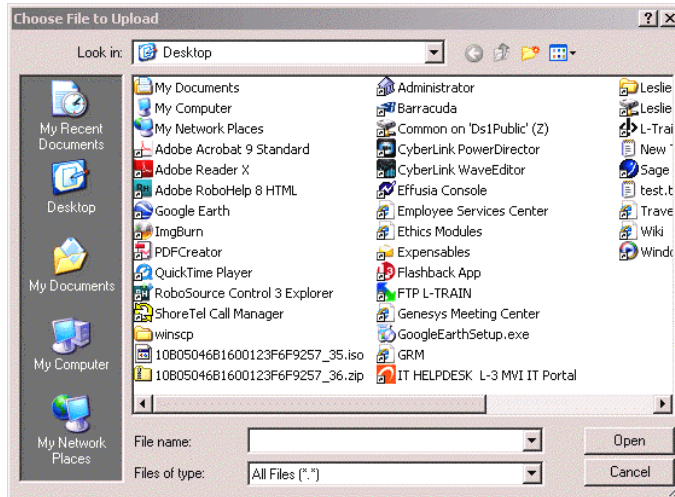 Choose File to Upload
Look in:
Desktop
My Recent
Documents
Desktop
My Documents
My Computer
My Network
Places
My Documents
My Computer
My Network Places
Adobe Acrobat 9 Standard
Adobe Reader X
Adobe RoboHelp 8 HTML
Google Earth
ImgBurn
PDFCreator
QuickTime Player
RoboSource Control 3 Explorer
ShoreTel Call Manager
winscp
10B05046B1600123F6F9257_35.iso
10B05046B1600123F6F9257_36.zip
Administrator
Barracuda
Common on 'Ds1Public' (Z)
CyberLink PowerDirector
CyberLink WaveEditor
Effusia Console
Employee Services Center
Ethics Modules
Expensables
Flashback App
FTP L-TRAIN
Genesys Meeting Center
GoogleEarthSetup.exe
GRM
IT HELPDESK L-3 MVI IT Portal
Leslie
Leslie
L-Trai
New
Sage
test.t
Trave
Wiki
Windo
File name:
Open
Files of type:
All Files (*.*)
Cancel